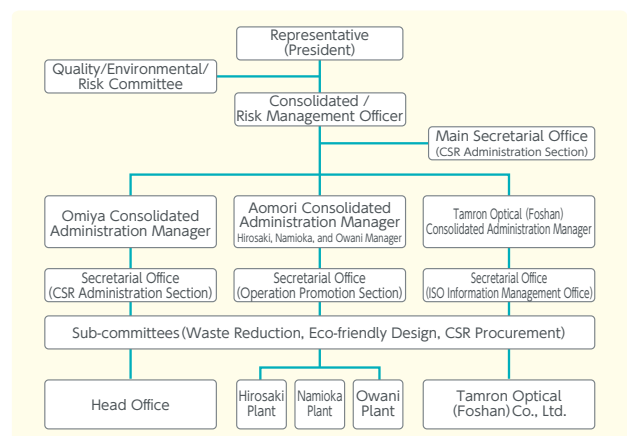 Representative
(President)
Quality/Environmental/
Risk Committee
Consolidated /
Risk Management Officer
Main Secretarial Office
(CSR Administration Section)
Omiya Consolidated
Administration Manager
Aomori Consolidated
Administration Manager
Hirosaki, Namioka, and Owani Manager
Tamron Optical (Foshan)
Consolidated Administration Manager
Secretarial Office
(CSR Administration Section)
Secretarial Office
(Operation Promotion Section)
Secretarial Office
(ISO Information Management Office)
Sub-committees (Waste Reduction, Eco-friendly Design, CSR Procurement)
Head Office
Hirosaki
Plant
Namioka
Plant
Owani
Plant
Tamron Optical
(Foshan) Co., Ltd.